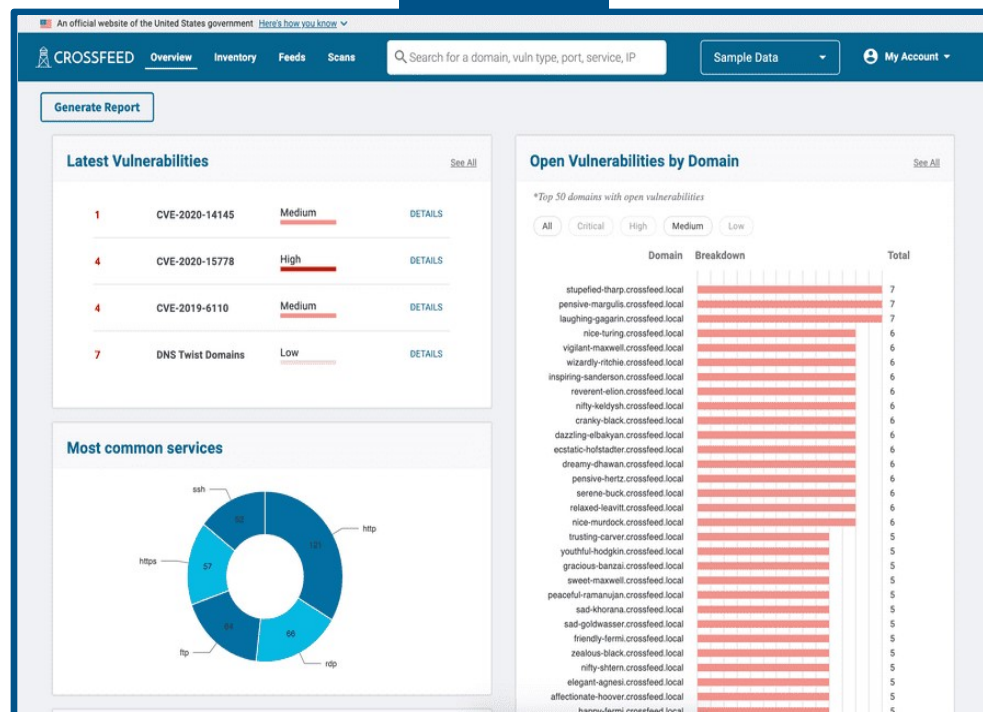 An official website of the United States government Here's how you know
CROSSFEED Overview Inventory Feeds Scans Search for a domain, vuln type, port, service, IP Sample Data My Account
Generate Report
Latest Vulnerabilities See All
1 CVE-2020-14145 Medium DETAILS
4 CVE-2020-15778 High DETAILS
4 CVE-2019-6110 Medium DETAILS
7 DNS Twist Domains Low DETAILS
Most common services
ssh
52
http
121
https
57
64
66
ftp
rdp
Open Vulnerabilities by Domain See All
*Top 50 domains with open vulnerabilities
All Critical High Medium Low
Domain Breakdown Total
stupefied-tharp.crossfeed.local 7
pensive-margulis.crossfeed.local 7
laughing-gagarin.crossfeed.local 7
nice-turing.crossfeed.local 6
vigilant-maxwell.crossfeed.local 6
wizardly-ritchie.crossfeed.local 6
inspiring-sanderson.crossfeed.local 6
reverent-elion.crossfeed.local 6
nifty-keldysh.crossfeed.local 6
cranky-black.crossfeed.local 6
dazzling-elbakyan.crossfeed.local 6
ecstatic-hofstadter.crossfeed.local 6
dreamy-dhawan.crossfeed.local 6
pensive-hertz.crossfeed.local 6
serene-buck.crossfeed.local 6
relaxed-leavitt.crossfeed.local 6
nice-murdock.crossfeed.local 6
trusting-carver.crossfeed.local 5
youthful-hodgkin.crossfeed.local 5
gracious-banzai.crossfeed.local 5
sweet-maxwell.crossfeed.local 5
peaceful-ramanujan.crossfeed.local 5
sad-khorana.crossfeed.local 5
sad-goldwasser.crossfeed.local 5
friendly-fermi.crossfeed.local 5
zealous-black.crossfeed.local 5
nifty-shtern.crossfeed.local 5
elegant-agnesi.crossfeed.local 5
affectionate-hoover.crossfeed.local 5
happy-fermi.crossfeed.local 5